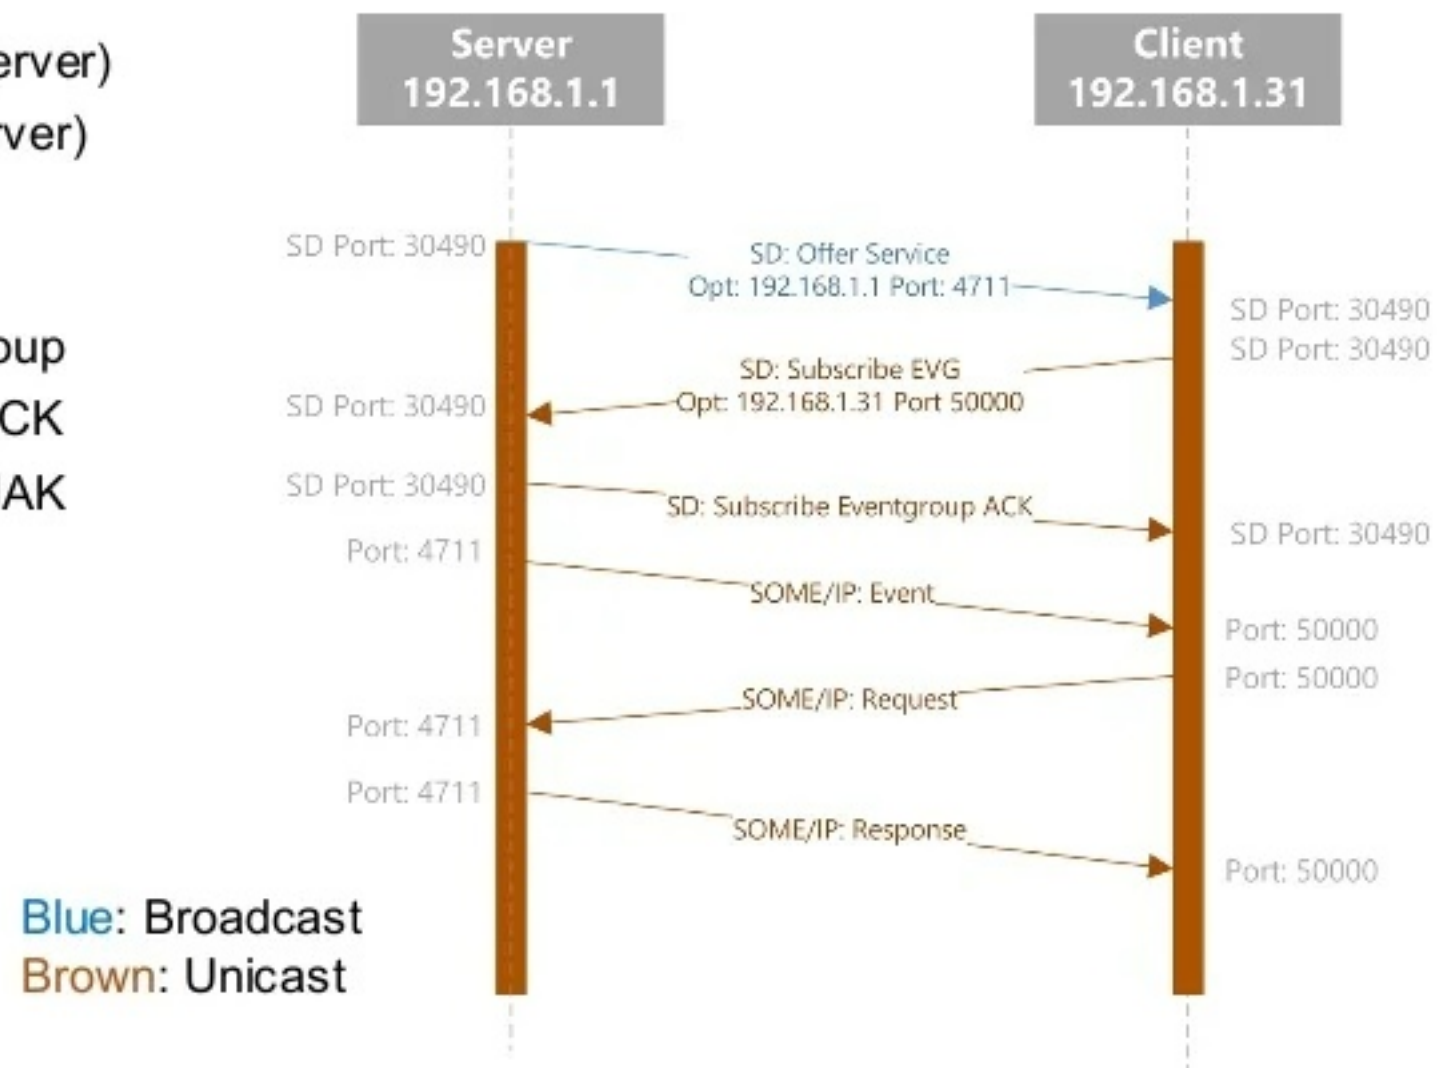 erver)
rver)
oup
CK
IAK
Server
192.168.1.1
Client
192.168.1.31
SD Port: 30490
SD: Offer Service
Opt: 192.168.1.1 Port: 4711
SD Port: 30490
SD Port: 30490
SD: Subscribe EVG
Opt: 192.168.1.31 Port 50000
SD Port: 30490
SD Port: 30490
SD: Subscribe Eventgroup ACK
SD Port: 30490
Port: 4711
SOME/IP: Event
Port: 50000
Port: 50000
SOME/IP: Request
Port: 4711
Port: 4711
SOME/IP: Response
Port: 50000
Blue: Broadcast
Brown: Unicast